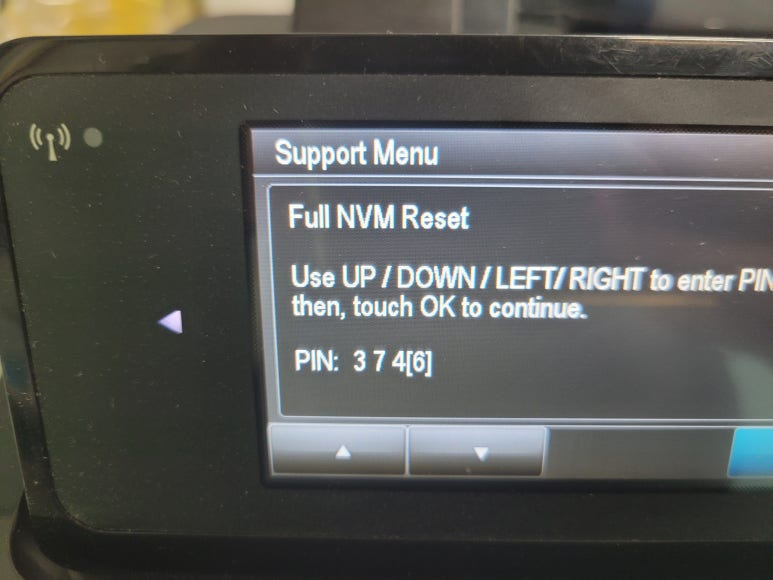 Support Menu
Full NVM Reset
Use UP / DOWN / LEFT/ RIGHT to enter PIN
then, touch OK to continue.
PIN: 3 7 4[6]